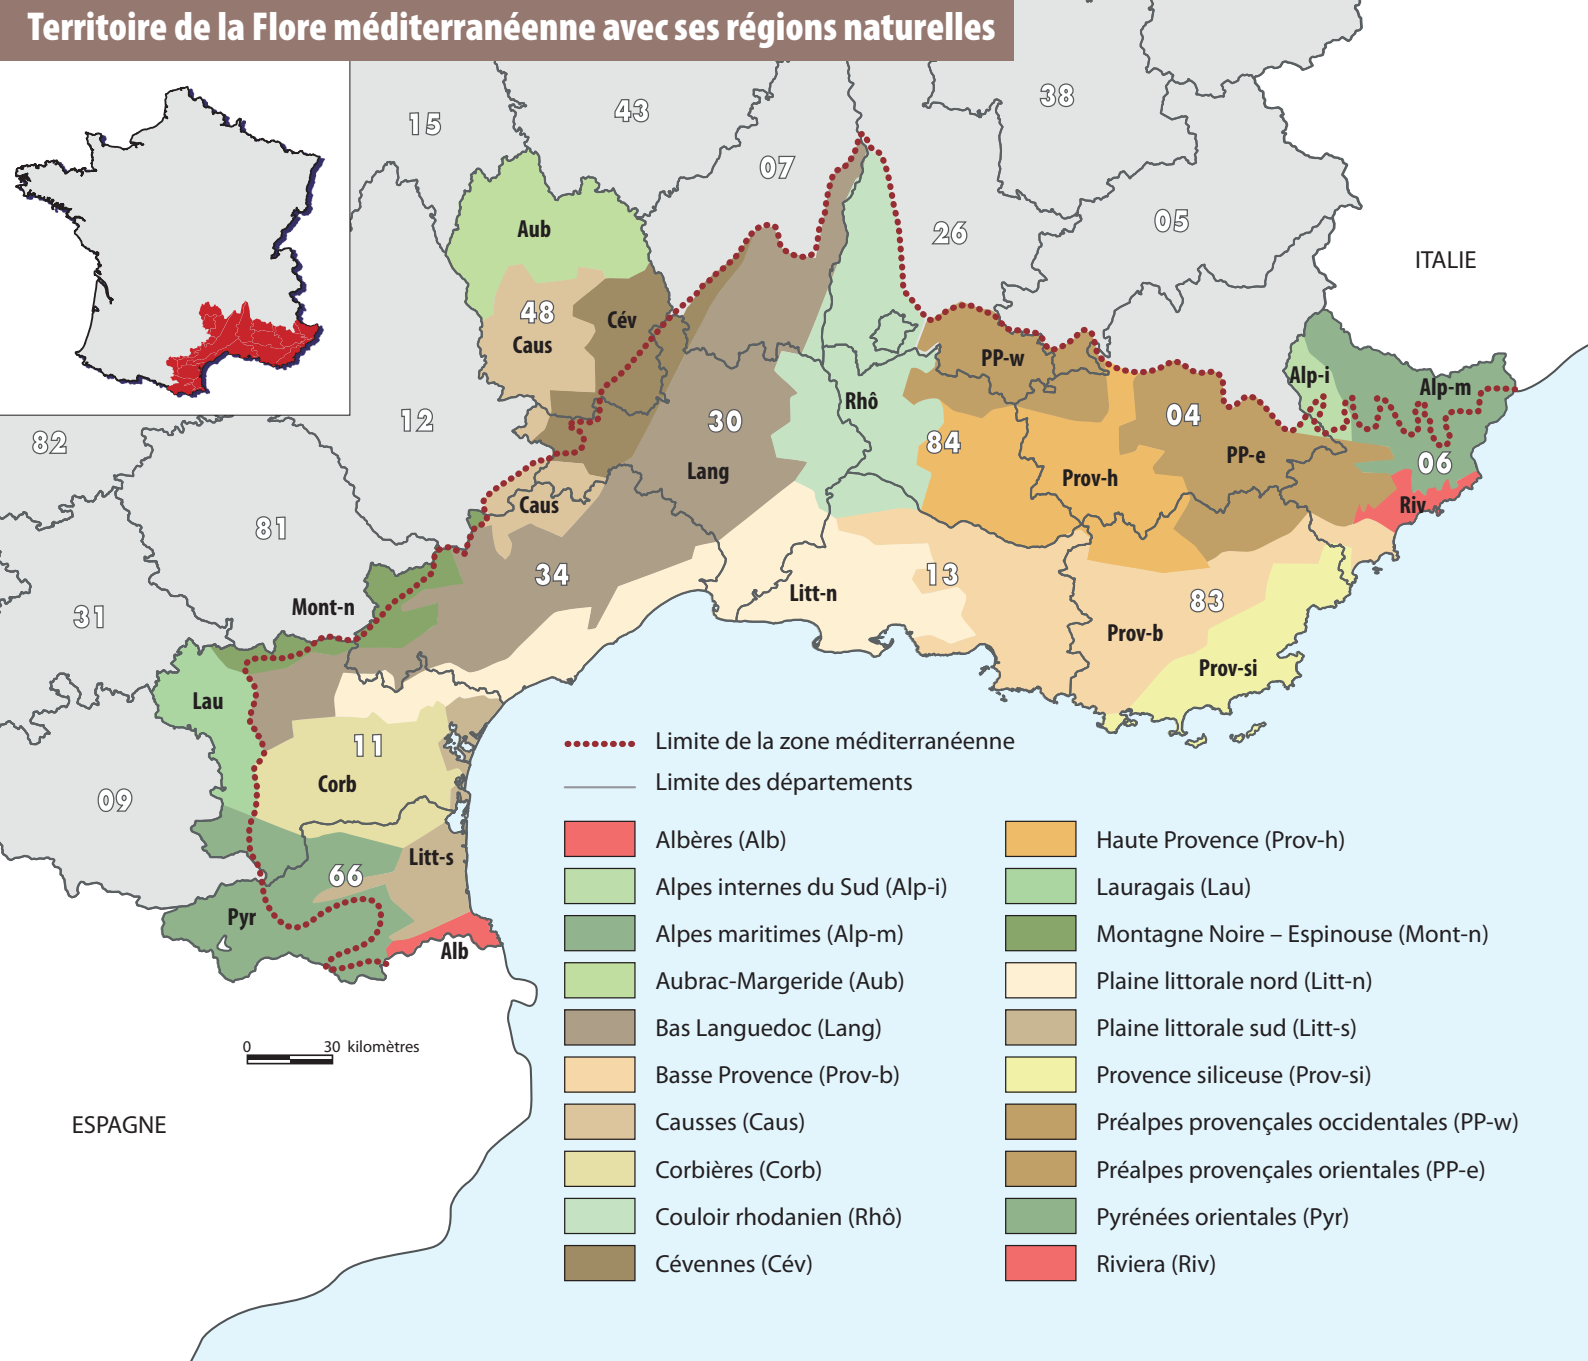 Territoire de la Flore méditerranéenne avec ses régions naturelles
15
43
38
07
26
05
ITALIE
Aub
48
Caus
Cév
PP-w
Alp-i
Alp-m
Rhô
12
30
84
04
82
Lang
Prov-h
PP-e
06
Caus
Riv
81
34
13
Litt-n
31
Mont-n
83
Prov-b
Prov-si
Lau
11
Corb
09
Litt-s
66
Pyr
Alb
0 30 kilomètres
ESPAGNE
Limite de la zone méditerranéenne
Limite des départements
Albères (Alb)
Alpes internes du Sud (Alp-i)
Alpes maritimes (Alp-m)
Aubrac-Margeride (Aub)
Bas Languedoc (Lang)
Basse Provence (Prov-b)
Causses (Caus)
Corbières (Corb)
Couloir rhodanien (Rhô)
Cévennes (Cév)
Haute Provence (Prov-h)
Lauragais (Lau)
Montagne Noire – Espinouse (Mont-n)
Plaine littorale nord (Litt-n)
Plaine littorale sud (Litt-s)
Provence siliceuse (Prov-si)
Préalpes provençales occidentales (PP-w)
Préalpes provençales orientales (PP-e)
Pyrénées orientales (Pyr)
Riviera (Riv)